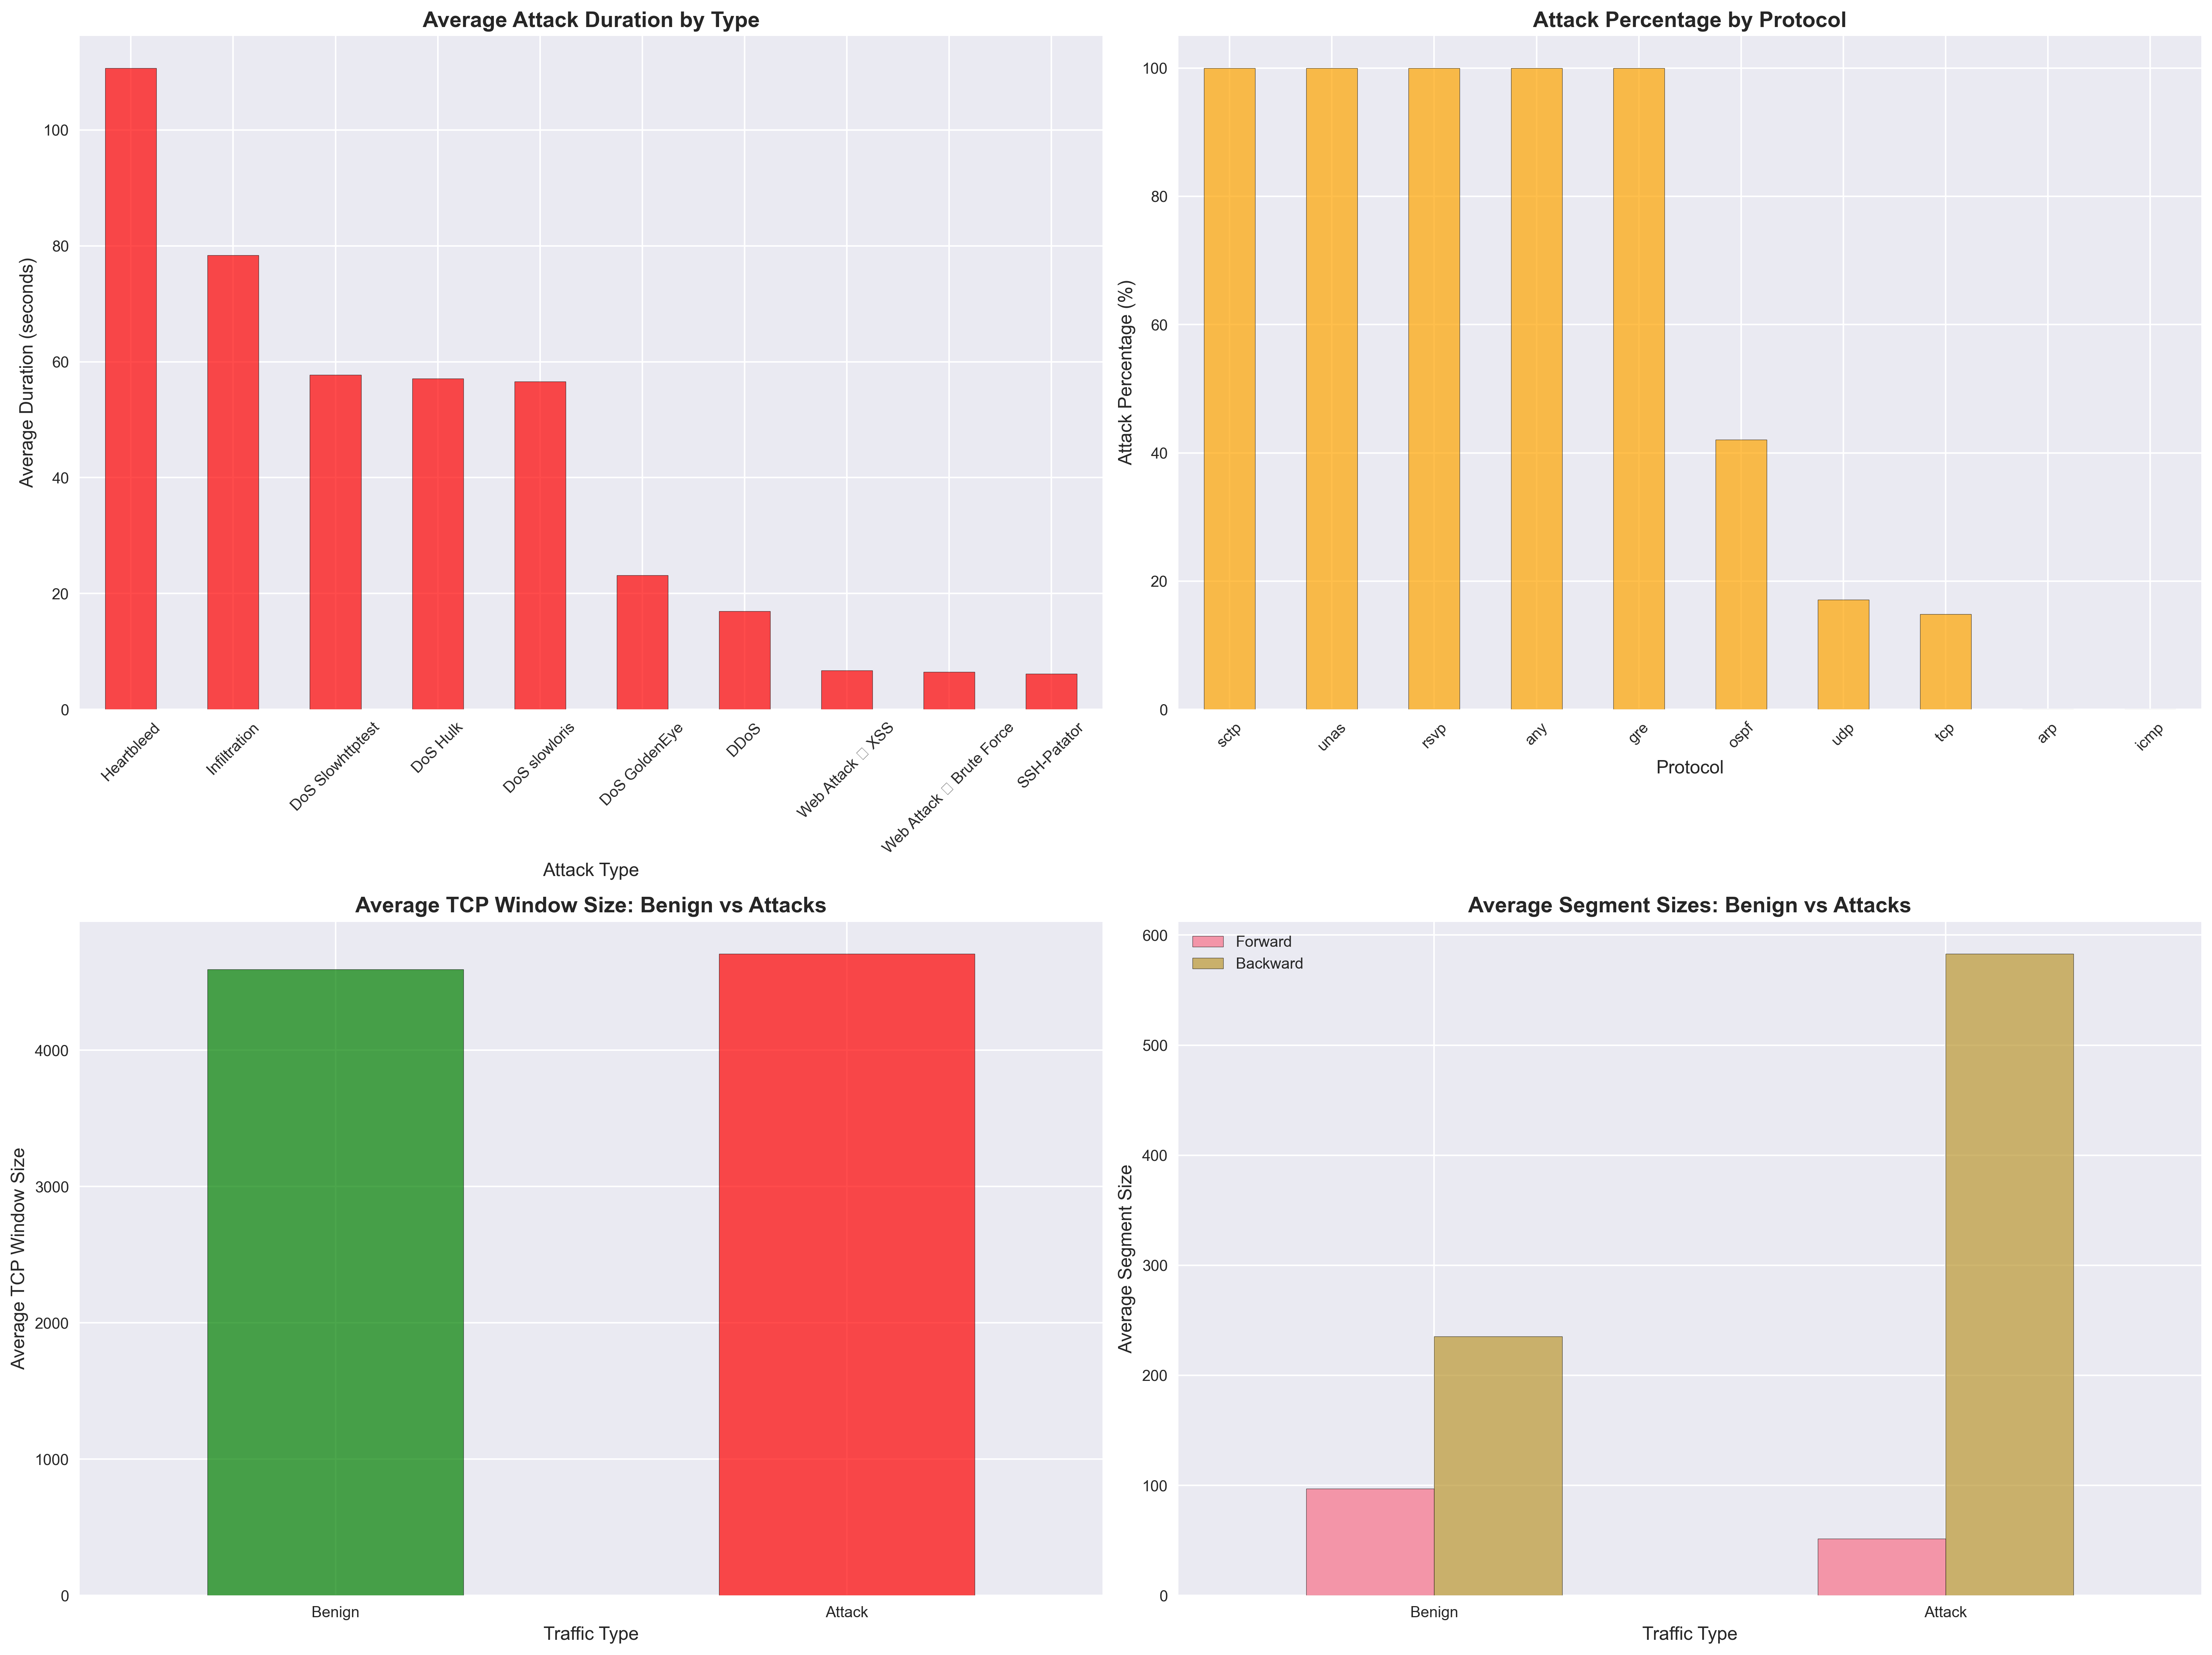 Average Attack Duration by Type
Average Duration (seconds)
100
80
60
40
20
0
Heartbleed
Infiltration
DoS Slowhttptest
DoS Hulk
DoS slowloris
DoS GoldenEye
DDoS
Web Attack □ XSS
Web Attack □ Brute Force
SSH-Patator
Attack Type
Attack Percentage by Protocol
Attack Percentage (%)
100
80
60
40
20
0
sctp
unas
rsvp
any
gre
ospf
udp
tcp
arp
icmp
Protocol
Average TCP Window Size: Benign vs Attacks
Average TCP Window Size
4000
3000
2000
1000
0
Benign
Attack
Traffic Type
Average Segment Sizes: Benign vs Attacks
Forward
Backward
Average Segment Size
600
500
400
300
200
100
0
Benign
Attack
Traffic Type